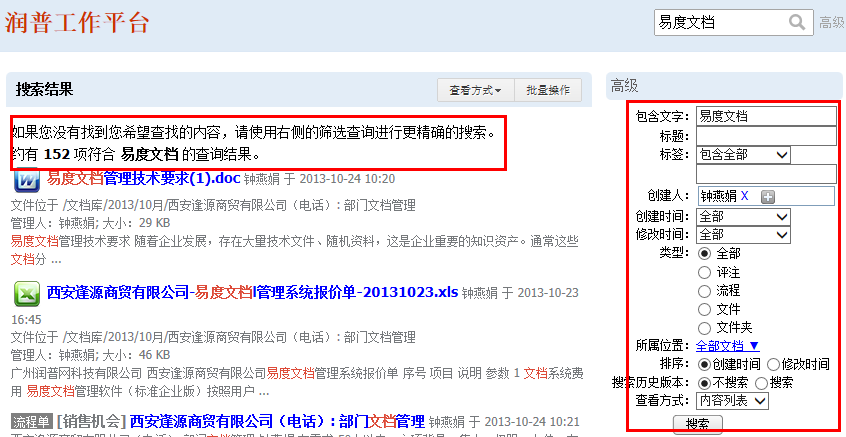 润普工作平台
易度文档
高级
搜索结果
查看方式
批量操作
如果您没有找到您希望查找的内容，请使用右侧的筛选查询进行更精确的搜索。
约有 152 项符合 易度文档 的查询结果。
易度文档管理技术要求(1).doc 钟燕娟 于 2013-10-24 10:20
文件位于 /文档库/2013/10月/西安逢源商贸有限公司（电话）: 部门文档管理
管理人：钟燕娟; 大小：29 KB
易度文档管理技术要求 随着企业发展，存在大量技术文件、随机资料，这是企业重要的知识资产。通常这些
文档分 ...
西安逢源商贸有限公司-易度文档l管理系统报价单-20131023.xls 钟燕娟 于 2013-10-23
16:45
文件位于 /文档库/2013/10月/西安逢源商贸有限公司（电话）: 部门文档管理
管理人：钟燕娟; 大小：46 KB
广州润普网科技有限公司 西安逢源商贸有限公司易度文档管理系统报价单 序号 项目 说明 参数 1 文档系统费
用 易度文档管理软件（标准企业版）按照用户 ...
流程单 [销售机会] 西安逢源商贸有限公司（电话）: 部门文档管理 钟燕娟 于 2013-10-24 10:21
高级
包含文字: 易度文档
标题:
标签: 包含全部
创建人: 钟燕娟 X
创建时间: 全部
修改时间: 全部
类型: 全部
评注
流程
文件
文件夹
所属位置: 全部文档 ▼
排序: 创建时间 修改时间
搜索历史版本: 不搜索 搜索
查看方式: 内容列表
搜索